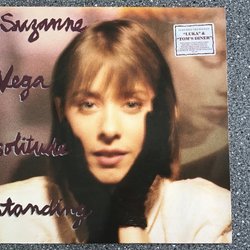 Suzanne
Vega
solitude
standing
"LUKA" &
"TOM'S DINER"